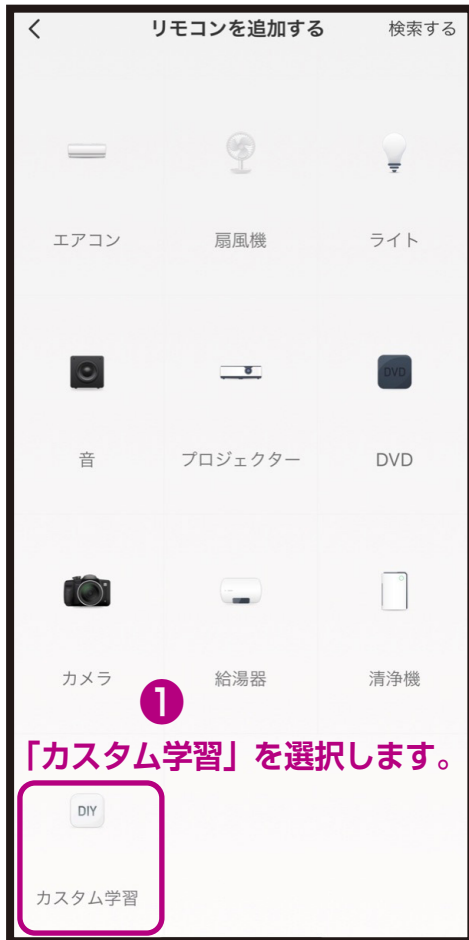 リモコンを追加する 検索する
エアコン 扇風機 ライト
DVD
音 プロジェクター DVD
カメラ 給湯器 清浄機
❶
「カスタム学習」を選択します。
DIY
カスタム学習